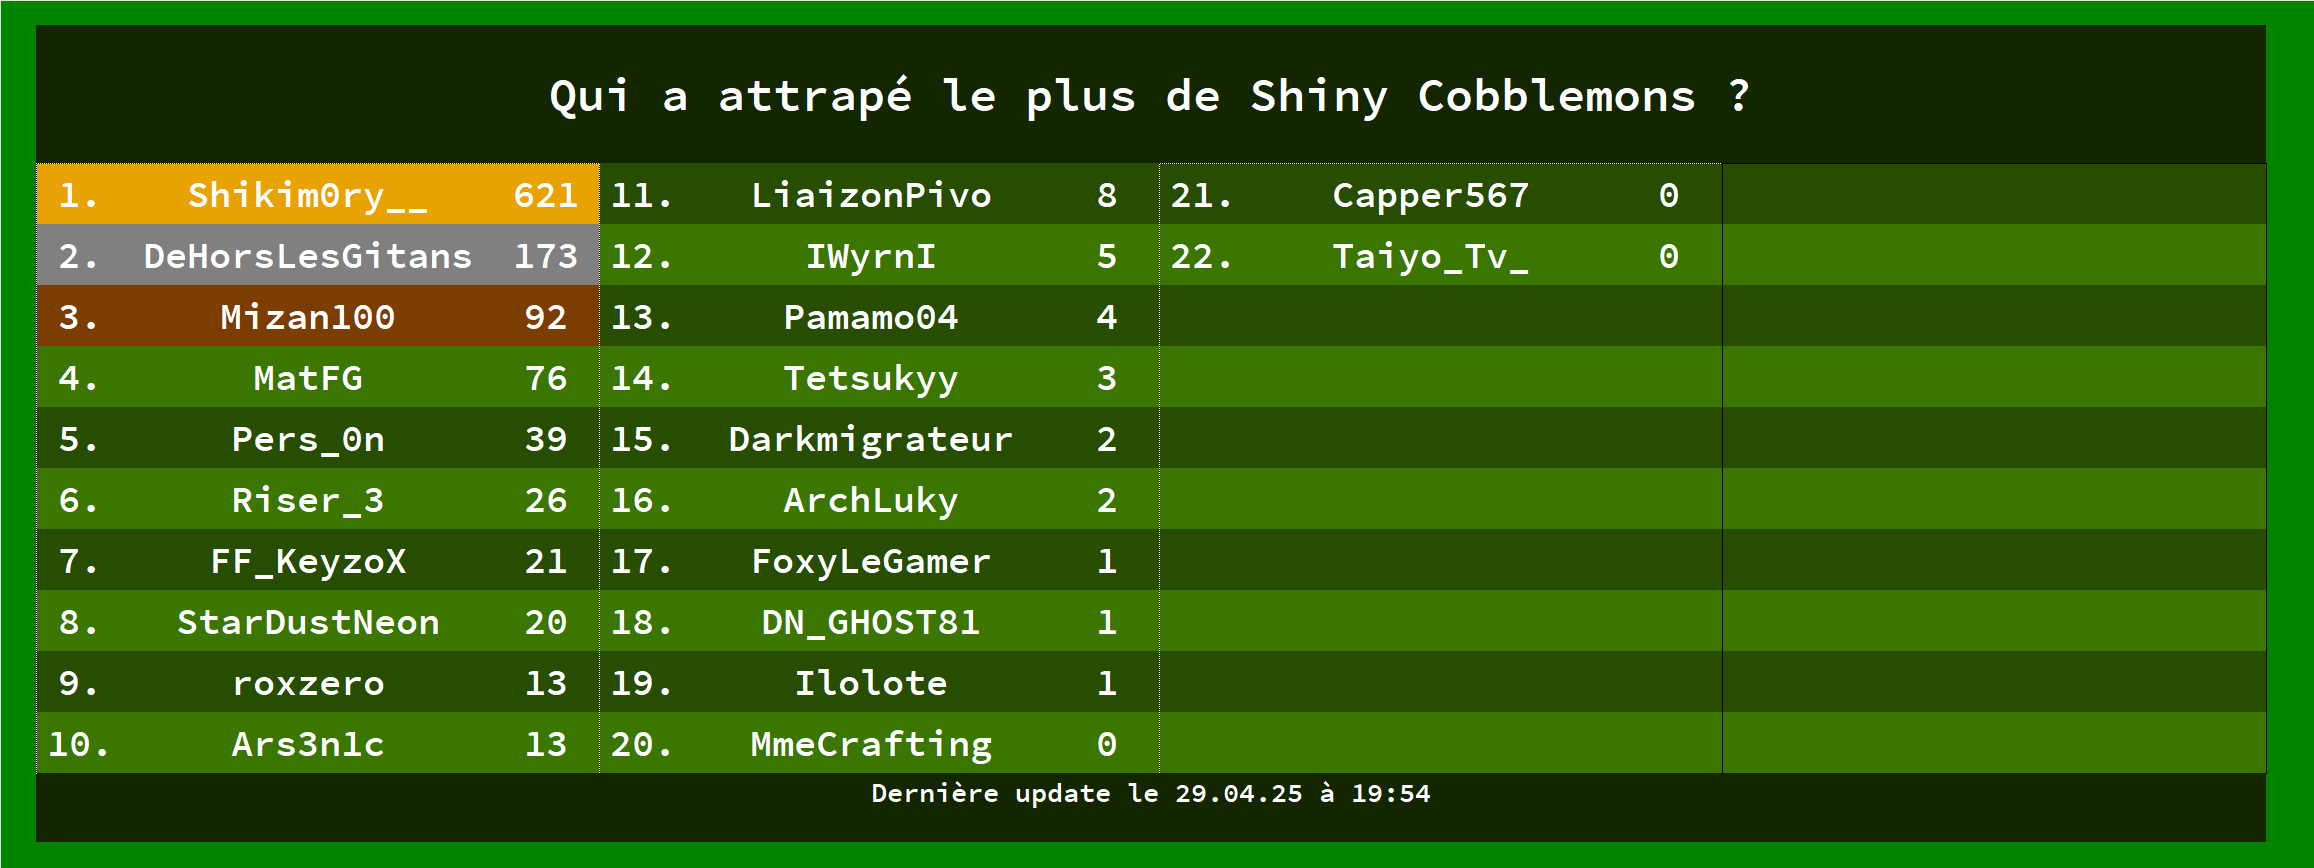 Qui a attrapé le plus de Shiny Cobblemons ?
1. Shikim0ry__ 621
2. DeHorsLesGitans 173
3. Mizan100 92
4. MatFG 76
5. Pers_0n 39
6. Riser_3 26
7. FF_KeyzoX 21
8. StarDustNeon 20
9. roxzero 13
10. Ars3n1c 13
11. LiaizonPivo 8
12. IWyrnI 5
13. Pamamo04 4
14. Tetsukyy 3
15. Darkmigrateur 2
16. ArchLuky 2
17. FoxyLeGamer 1
18. DN_GHOST81 1
19. Ilolote 1
20. MmeCrafting 0
21. Capper567 0
22. Taiyo_Tv_ 0
Dernière update le 29.04.25 à 19:54